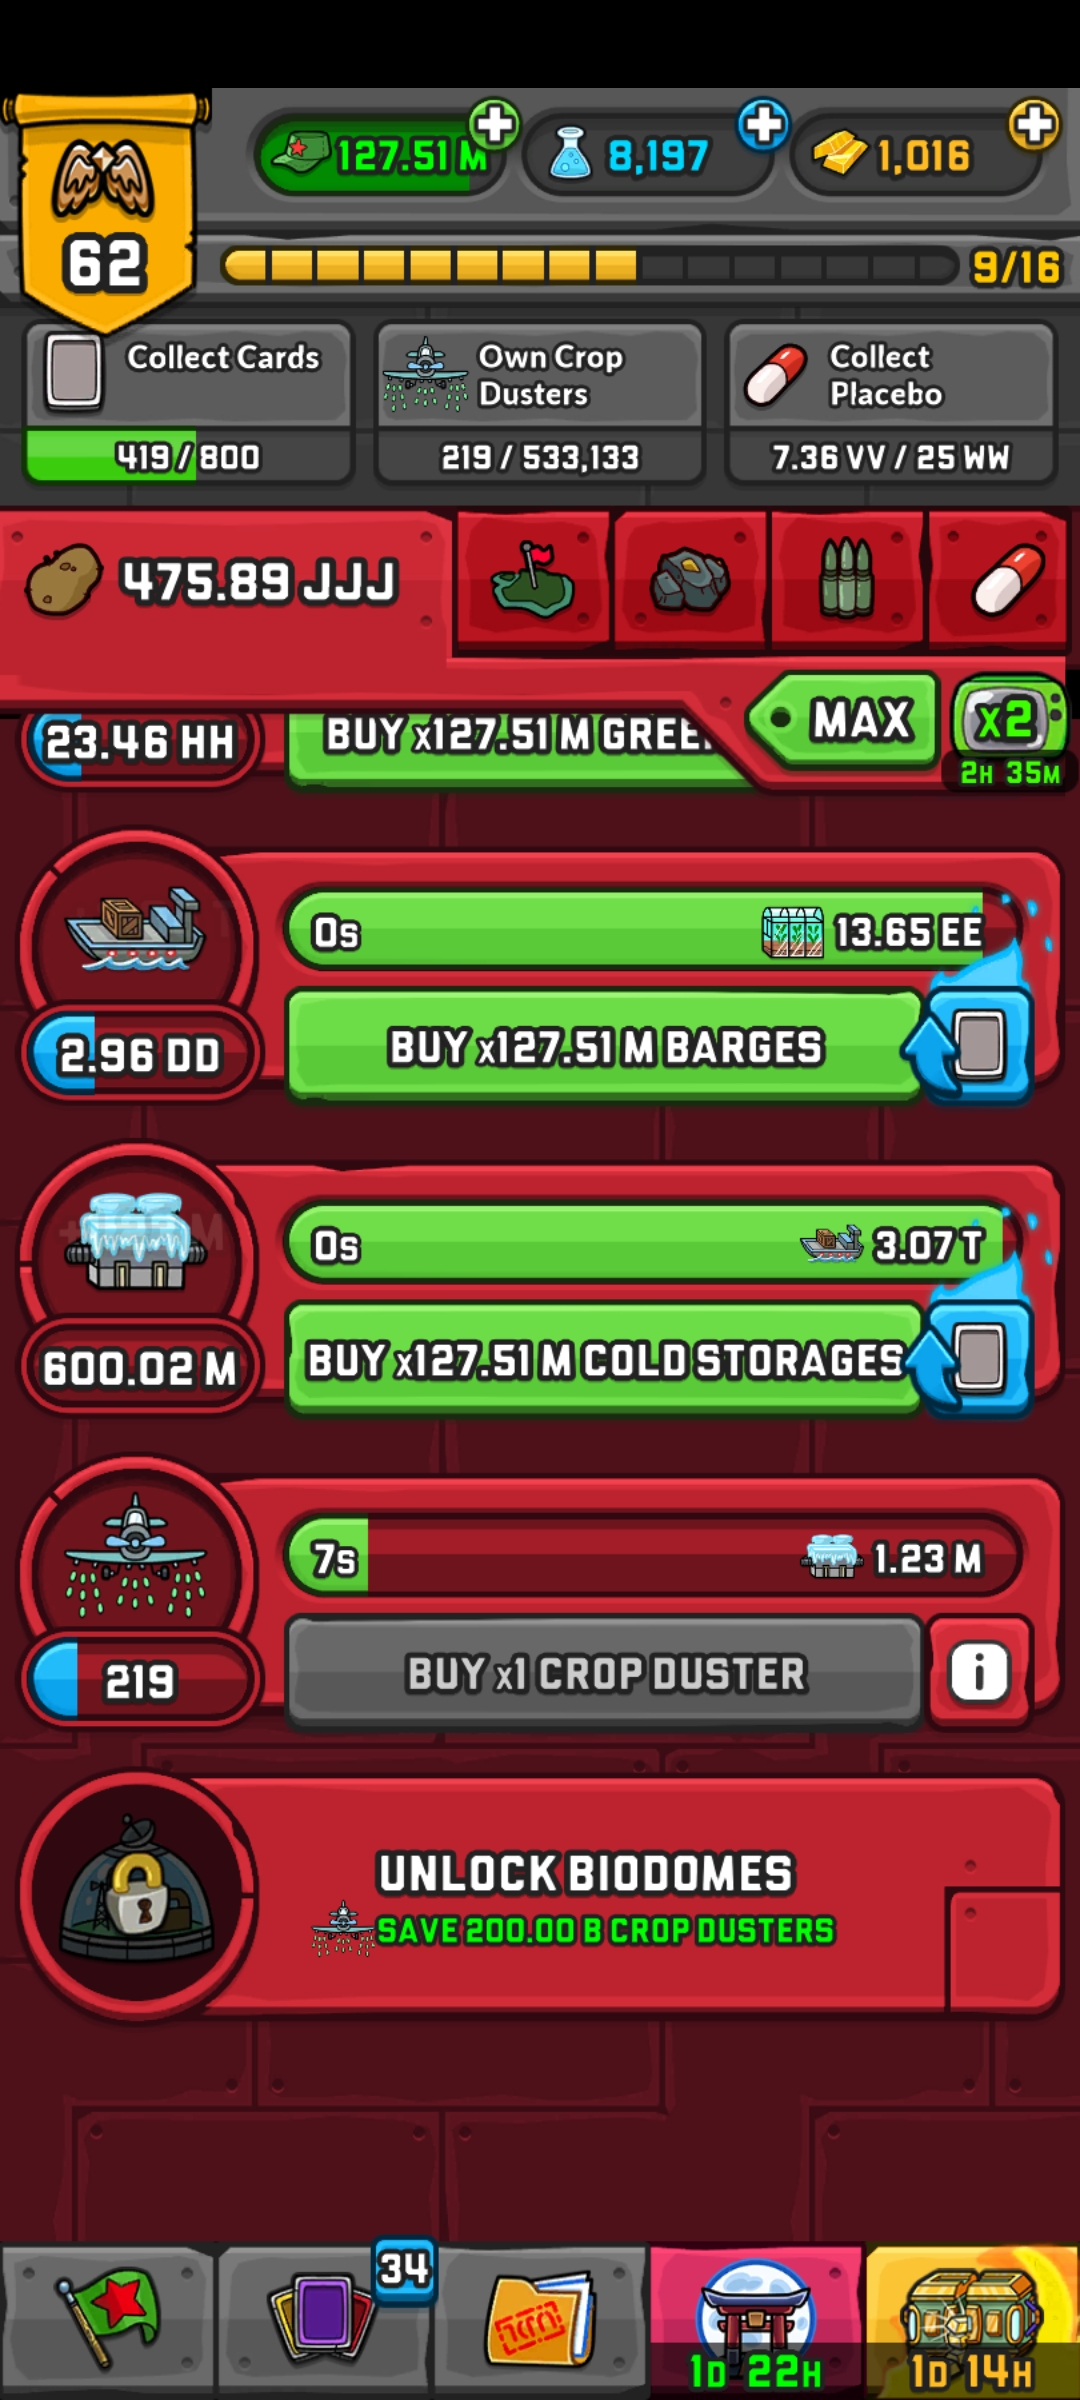 127.51 M
8,197
1,016
62
9/16
Collect Cards
419 / 800
Own Crop
Dusters
219 / 533,133
Collect
Placebo
7.36 VV / 25 WW
475.89 JJJ
MAX
x2
2H 35M
23.46 HH
BUY x127.51 M GREE
0s
13.65 EE
2.96 DD
BUY x127.51 M BARGES
0s
3.07 T
600.02 M
BUY x127.51 M COLD STORAGES
7s
1.23 M
219
BUY x1 CROP DUSTER
i
UNLOCK BIODOMES
SAVE 200.00 B CROP DUSTERS
34
1D 22H
1D 14H